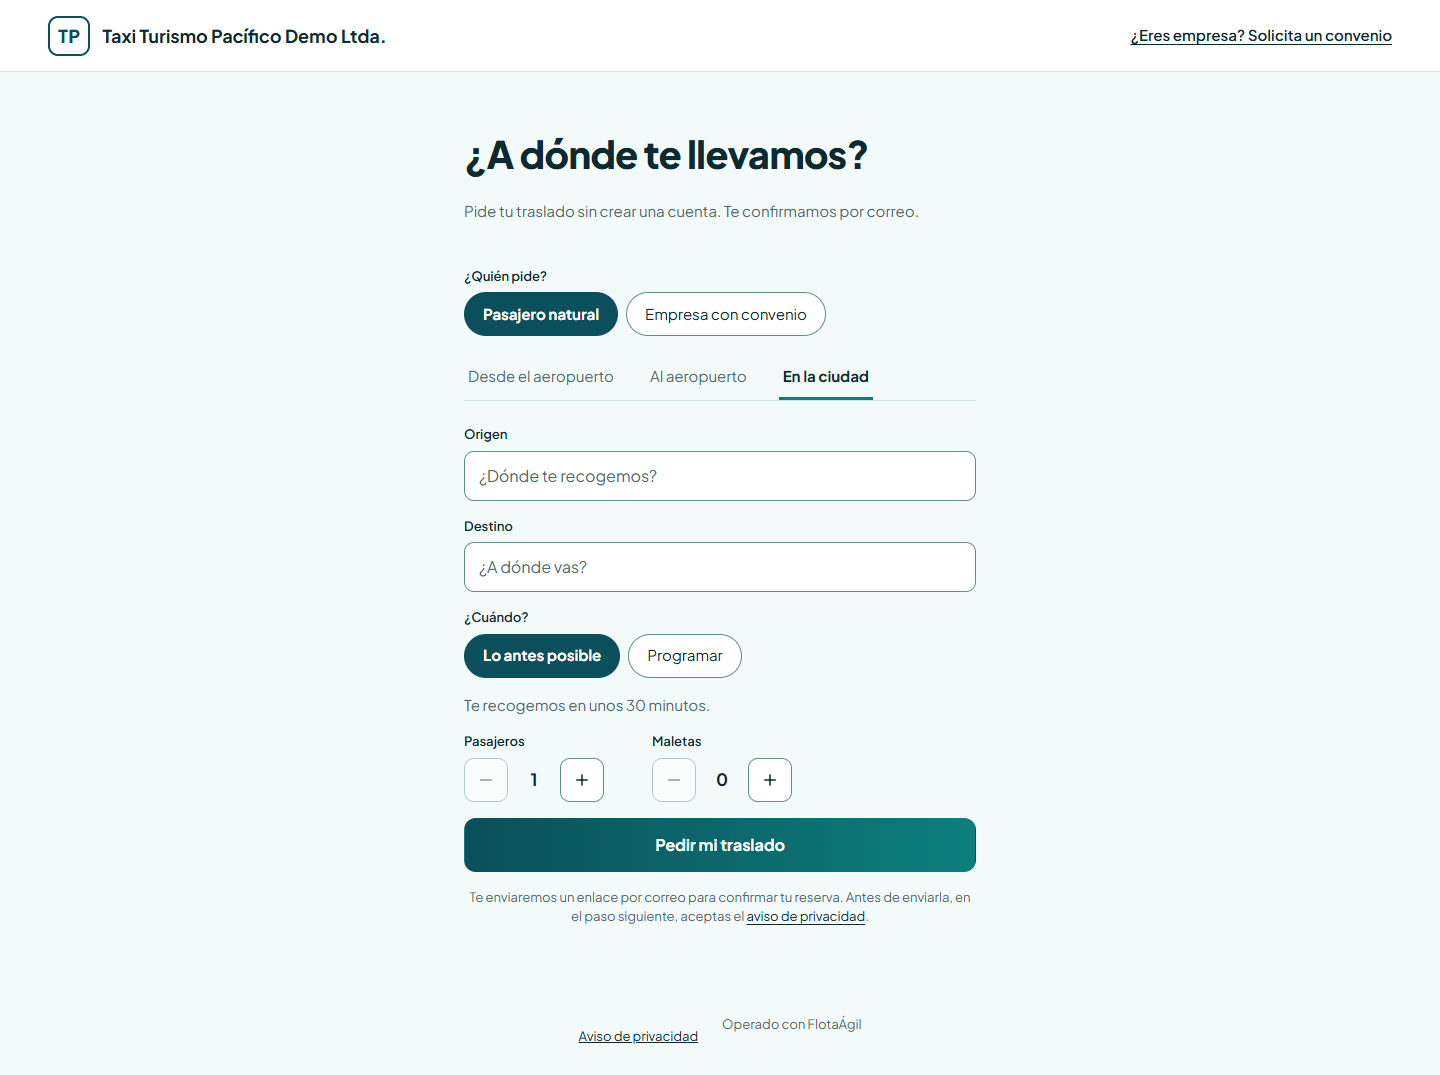 TP
Taxi Turismo Pacífico Demo Ltda.
¿Eres empresa? Solicita un convenio
¿A dónde te llevamos?
Pide tu traslado sin crear una cuenta. Te confirmamos por correo.
¿Quién pide?
Pasajero natural
Empresa con convenio
Desde el aeropuerto
Al aeropuerto
En la ciudad
Origen
¿Dónde te recogemos?
Destino
¿A dónde vas?
¿Cuándo?
Lo antes posible
Programar
Te recogemos en unos 30 minutos.
Pasajeros
Maletas
− 1 +
− 0 +
Pedir mi traslado
Te enviaremos un enlace por correo para confirmar tu reserva. Antes de enviarla, en
el paso siguiente, aceptas el aviso de privacidad.
Aviso de privacidad
Operado con FlotaÁgil